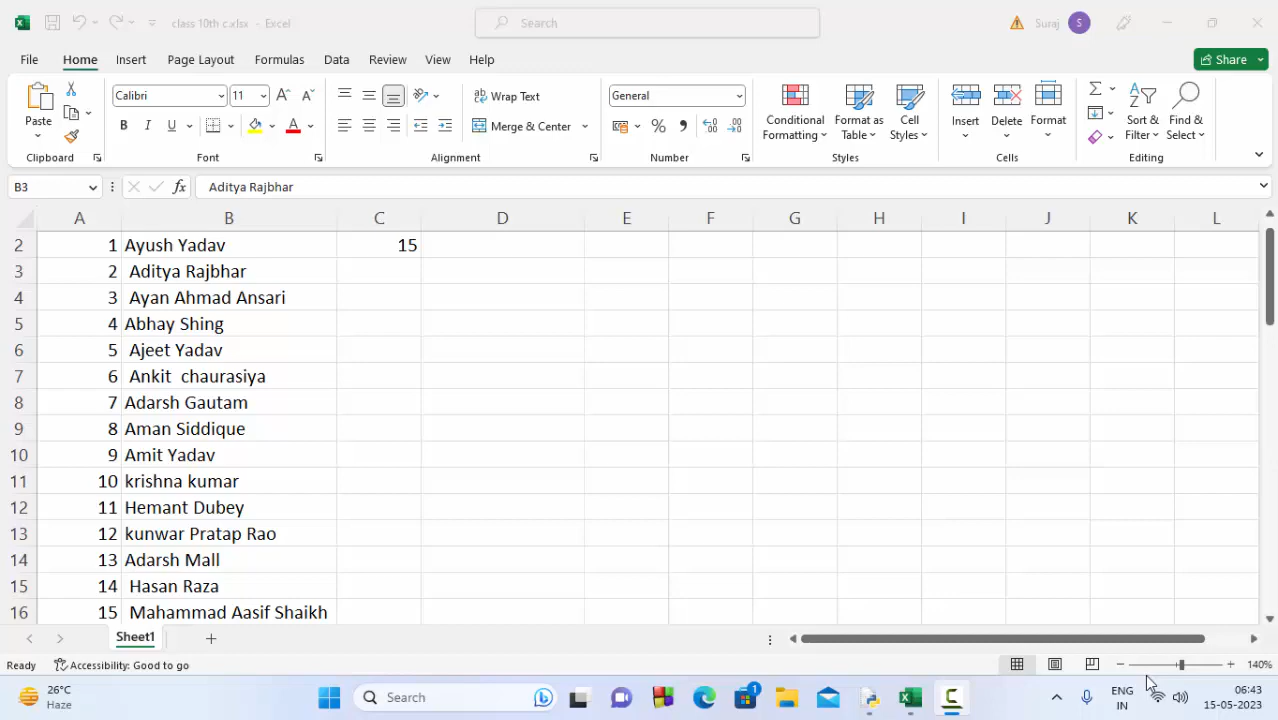 class 10th c.xlsx - Excel
Search
Suraj S
File Home Insert Page Layout Formulas Data Review View Help
Share
Paste
Calibri 11
B I U
Wrap Text
Merge & Center
General
Conditional Formatting
Format as Table
Cell Styles
Insert
Delete
Format
Sort & Filter
Find & Select
Clipboard Font Alignment Number Styles Cells Editing
B3 fx Aditya Rajbhar
A B C D E F G H I J K L
2 1 Ayush Yadav 15
3 2 Aditya Rajbhar
4 3 Ayan Ahmad Ansari
5 4 Abhay Shing
6 5 Ajeet Yadav
7 6 Ankit  chaurasiya
8 7 Adarsh Gautam
9 8 Aman Siddique
10 9 Amit Yadav
11 10 krishna kumar
12 11 Hemant Dubey
13 12 kunwar Pratap Rao
14 13 Adarsh Mall
15 14 Hasan Raza
16 15 Mahammad Aasif Shaikh
Sheet1
Ready Accessibility: Good to go 140%
26°C
Haze
Search
1
ENG
IN
06:43
15-05-2023